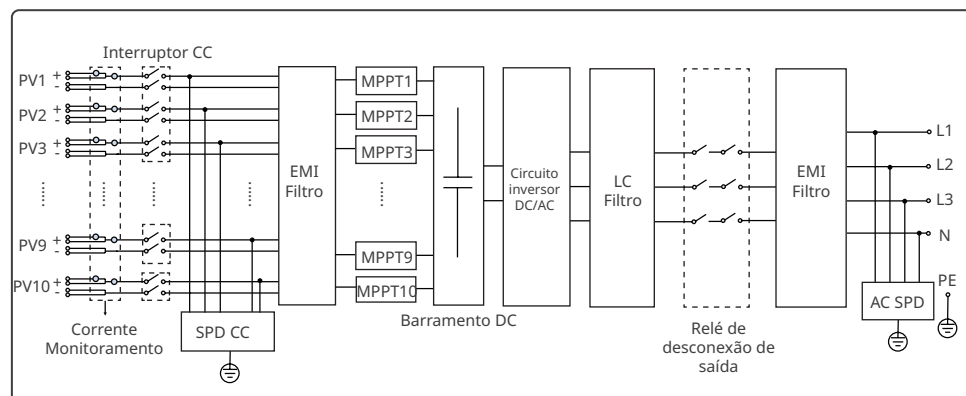 Interruptor CC
PV1 + -
PV2 + -
PV3 + -
PV9 + -
PV10 + -
Corrente
Monitoramento
SPD CC
EMI
Filtro
MPPT1
MPPT2
MPPT3
MPPT9
MPPT10
Barramento DC
Circuito
inversor
DC/AC
LC
Filtro
Relé de
desconexão de
saída
EMI
Filtro
L1
L2
L3
N
PE
AC SPD